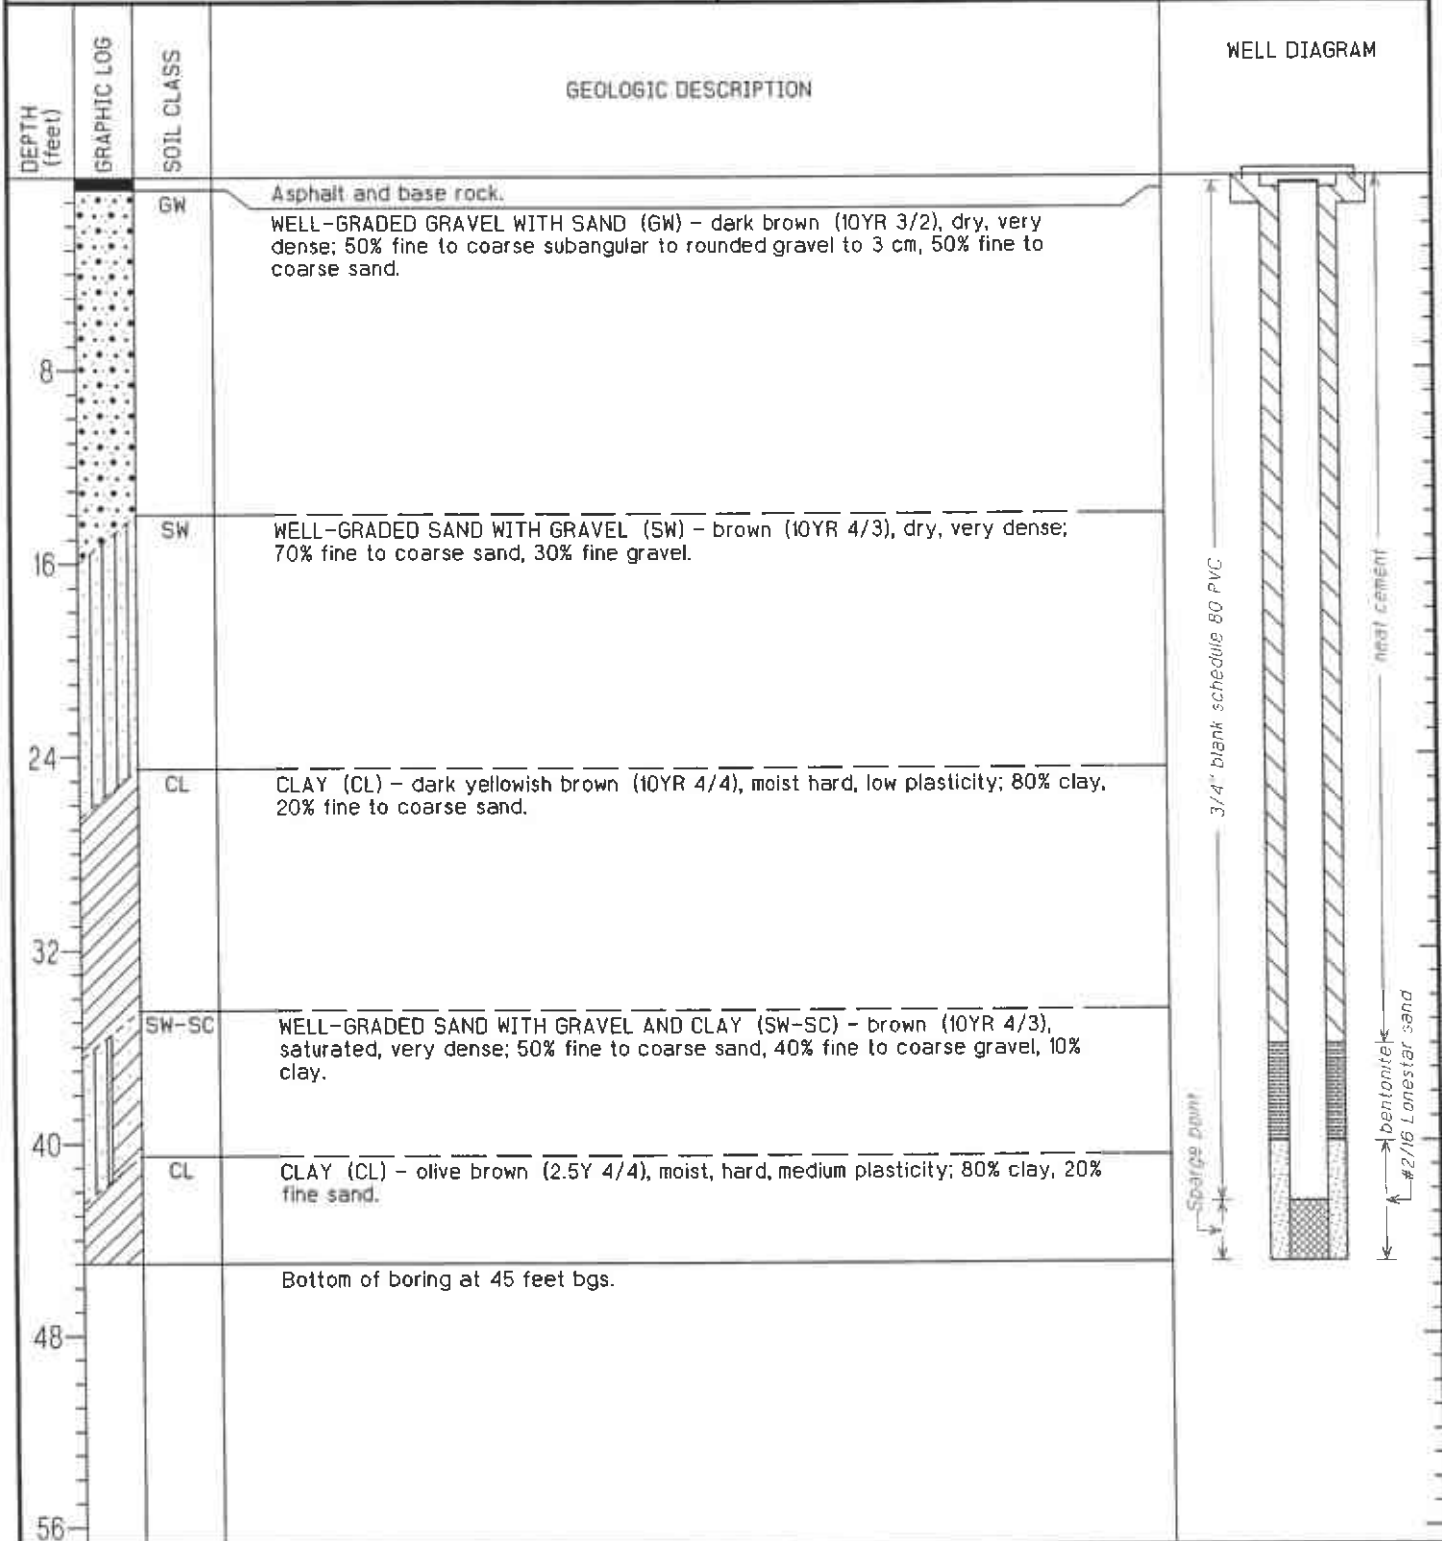 DEPTH
(feet)
GRAPHIC LOG
SOIL CLASS
GEOLOGIC DESCRIPTION
WELL DIAGRAM
Asphalt and base rock.
GW
WELL-GRADED GRAVEL WITH SAND (GW) - dark brown (10YR 3/2), dry, very
dense; 50% fine to coarse subangular to rounded gravel to 3 cm, 50% fine to
coarse sand.
8
SW
WELL-GRADED SAND WITH GRAVEL (SW) - brown (10YR 4/3), dry, very dense;
70% fine to coarse sand, 30% fine gravel.
16
24
CL
CLAY (CL) - dark yellowish brown (10YR 4/4), moist hard, low plasticity; 80% clay,
20% fine to coarse sand.
32
SW-SC
WELL-GRADED SAND WITH GRAVEL AND CLAY (SW-SC) - brown (10YR 4/3),
saturated, very dense; 50% fine to coarse sand, 40% fine to coarse gravel, 10%
clay.
40
CL
CLAY (CL) - olive brown (2.5Y 4/4), moist, hard, medium plasticity; 80% clay, 20%
fine sand.
Bottom of boring at 45 feet bgs.
48
56
3/4" blank schedule 80 PVC
neat cement
Sparge point
bentonite
#2/16 Lonestar sand